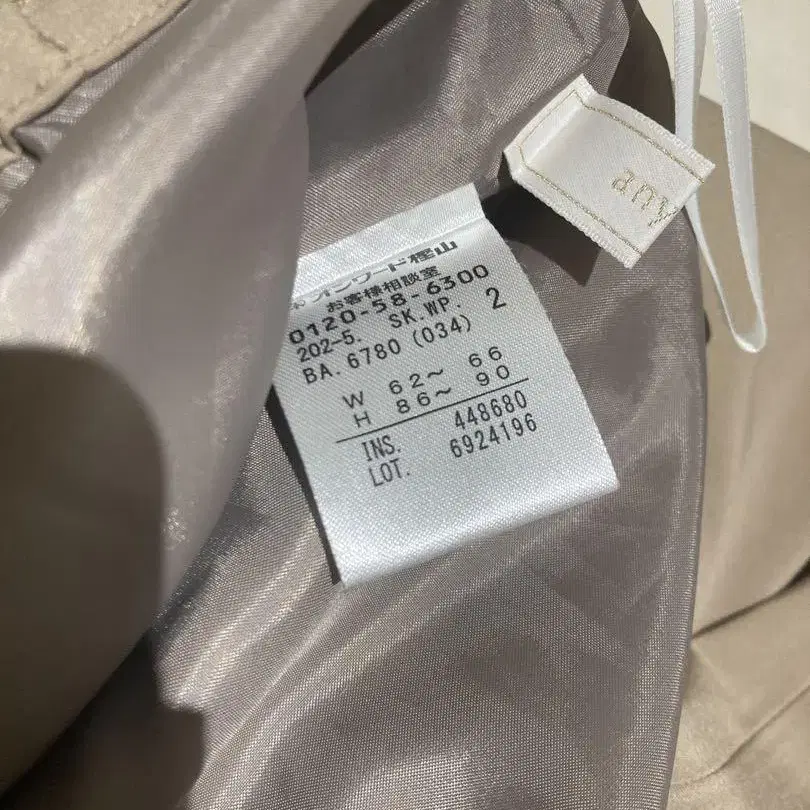 ㈱オンワード樫山
お客様相談室
0120-58-6300
202-5. SK.WP. 2
BA. 6780 (034)
W 62〜 66
H 86〜 90
INS. 448680
LOT. 6924196
any